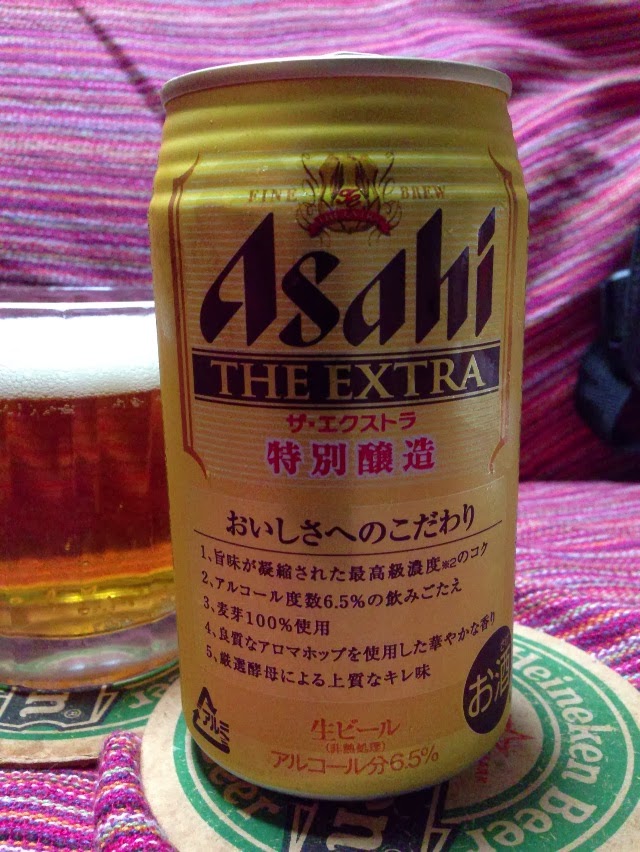 FINE BREW
THE EXTRA
Asahi
THE EXTRA
ザ・エクストラ
特別醸造
おいしさへのこだわり
1、旨味が凝縮された最高級濃度※2のコク
2、アルコール度数6.5%の飲みごたえ
3、麦芽100%使用
4、良質なアロマホップを使用した華やかな香り
5、厳選酵母による上質なキレ味
お酒
アルミ
生ビール
(非熱処理)
アルコール分6.5%
Heineken
Beer
Beer